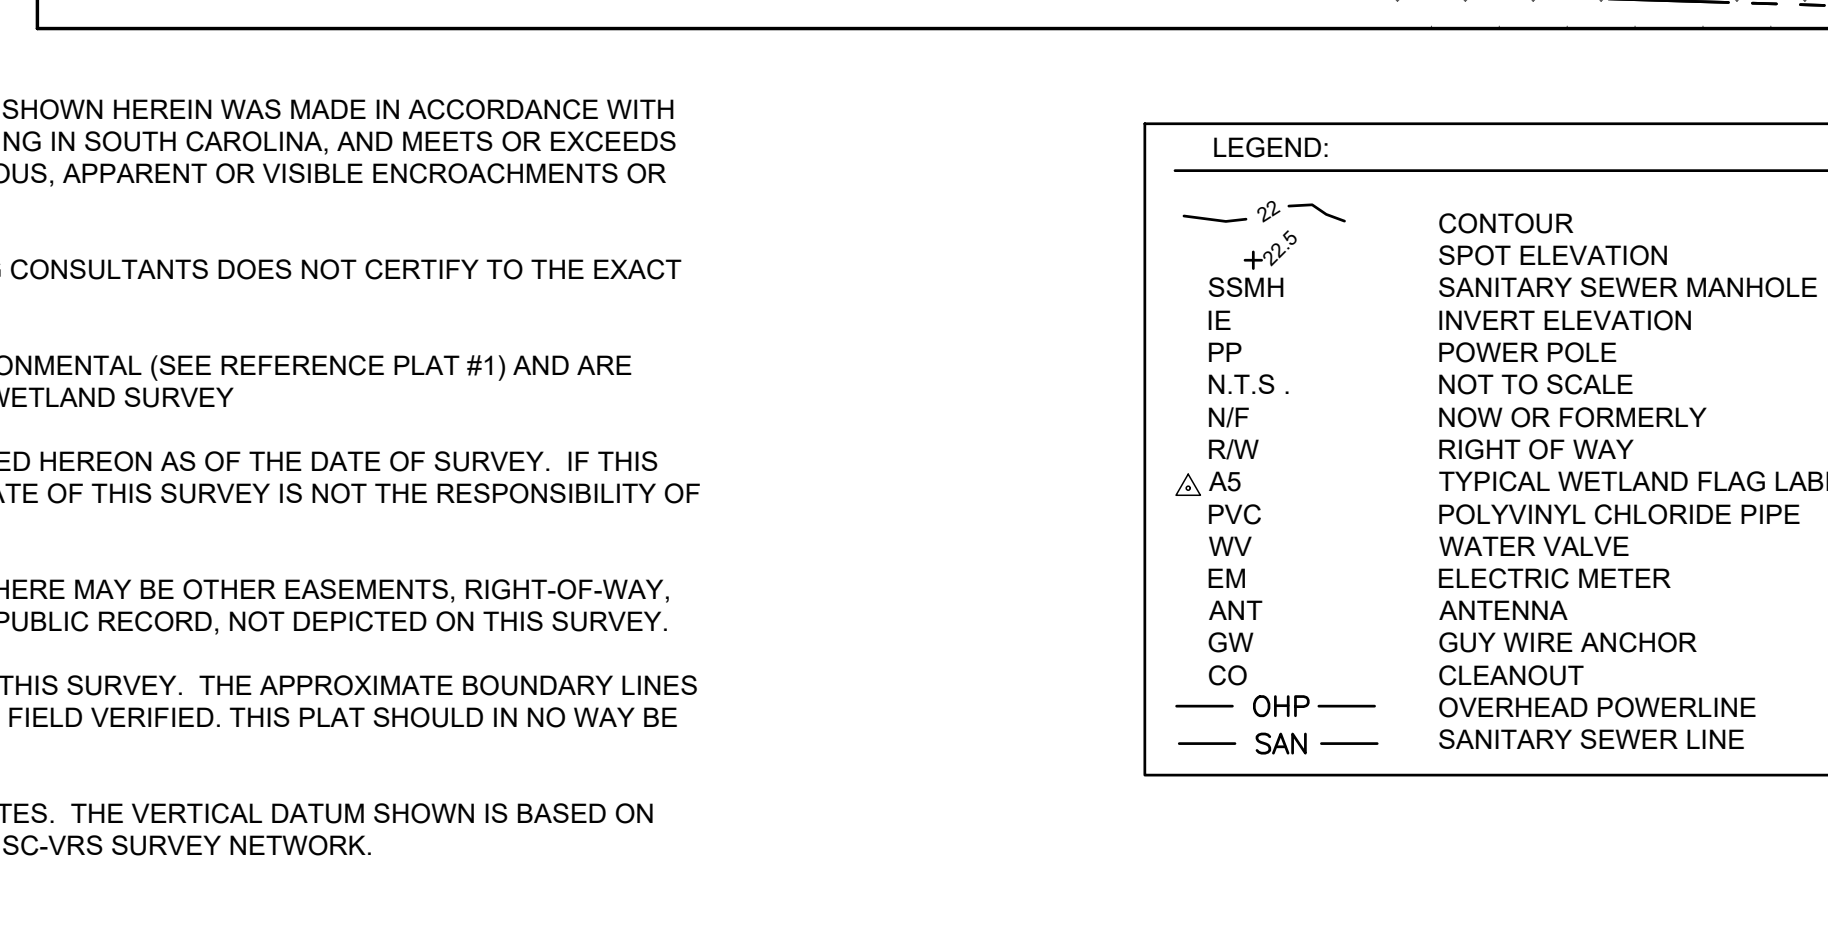 SHOWN HEREIN WAS MADE IN ACCORDANCE WITH
NG IN SOUTH CAROLINA, AND MEETS OR EXCEEDS
OUS, APPARENT OR VISIBLE ENCROACHMENTS OR
CONSULTANTS DOES NOT CERTIFY TO THE EXACT
ONMENTAL (SEE REFERENCE PLAT #1) AND ARE
WETLAND SURVEY
ED HEREON AS OF THE DATE OF SURVEY. IF THIS
ATE OF THIS SURVEY IS NOT THE RESPONSIBILITY OF
HERE MAY BE OTHER EASEMENTS, RIGHT-OF-WAY,
PUBLIC RECORD, NOT DEPICTED ON THIS SURVEY.
THIS SURVEY. THE APPROXIMATE BOUNDARY LINES
FIELD VERIFIED. THIS PLAT SHOULD IN NO WAY BE
TES. THE VERTICAL DATUM SHOWN IS BASED ON
SC-VRS SURVEY NETWORK.
LEGEND:
22 CONTOUR
+22.5 SPOT ELEVATION
SSMH SANITARY SEWER MANHOLE
IE INVERT ELEVATION
PP POWER POLE
N.T.S . NOT TO SCALE
N/F NOW OR FORMERLY
R/W RIGHT OF WAY
A5 TYPICAL WETLAND FLAG LAB
PVC POLYVINYL CHLORIDE PIPE
WV WATER VALVE
EM ELECTRIC METER
ANT ANTENNA
GW GUY WIRE ANCHOR
CO CLEANOUT
OHP OVERHEAD POWERLINE
SAN SANITARY SEWER LINE